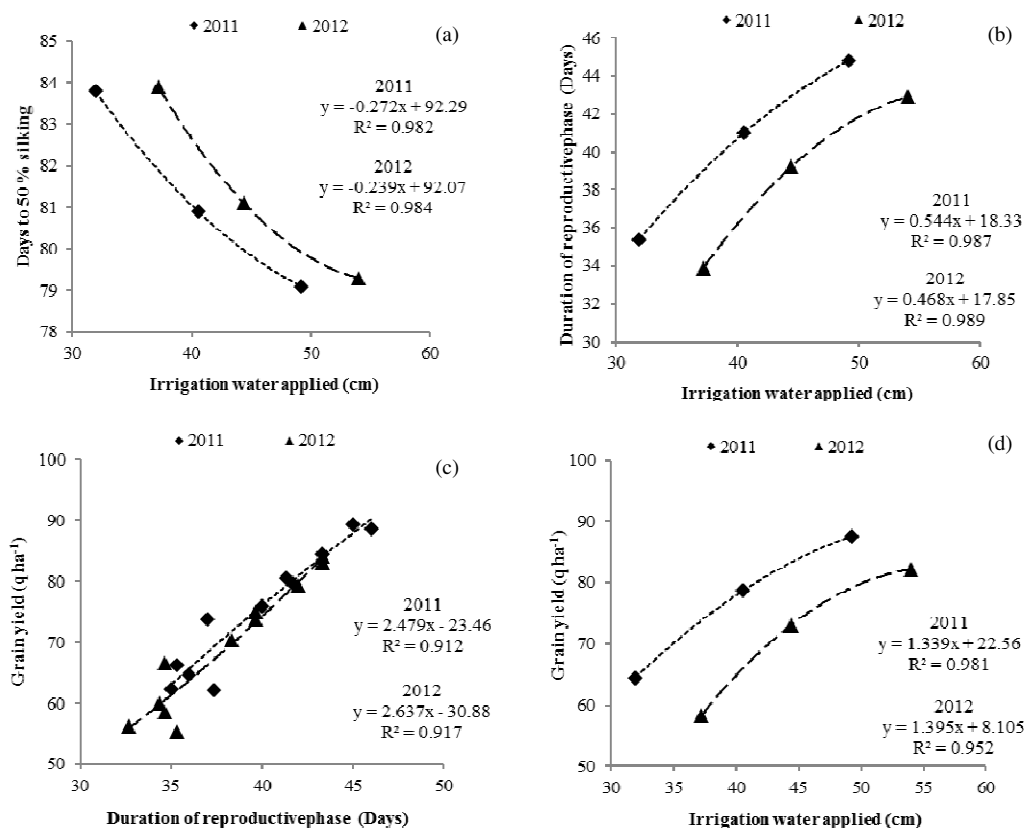 2011 2012 (a)
85
84
83
82
81
80
79
78
30 40 50 60
Days to 50 % silking
Irrigation water applied (cm)
2011
y = -0.272x + 92.29
R² = 0.982
2012
y = -0.239x + 92.07
R² = 0.984
2011 2012 (b)
46
44
42
40
38
36
34
32
30
30 40 50 60
Duration of reproductivephase (Days)
Irrigation water applied (cm)
2011
y = 0.544x + 18.33
R² = 0.987
2012
y = 0.468x + 17.85
R² = 0.989
2011 2012 (c)
100
90
80
70
60
50
30 35 40 45 50
Grain yield (q ha⁻¹)
Duration of reproductivephase (Days)
2011
y = 2.479x - 23.46
R² = 0.912
2012
y = 2.637x - 30.88
R² = 0.917
2011 2012 (d)
100
90
80
70
60
50
30 35 40 45 50 55 60
Grain yield (q ha⁻¹)
Irrigation water applied (cm)
2011
y = 1.339x + 22.56
R² = 0.981
2012
y = 1.395x + 8.105
R² = 0.952